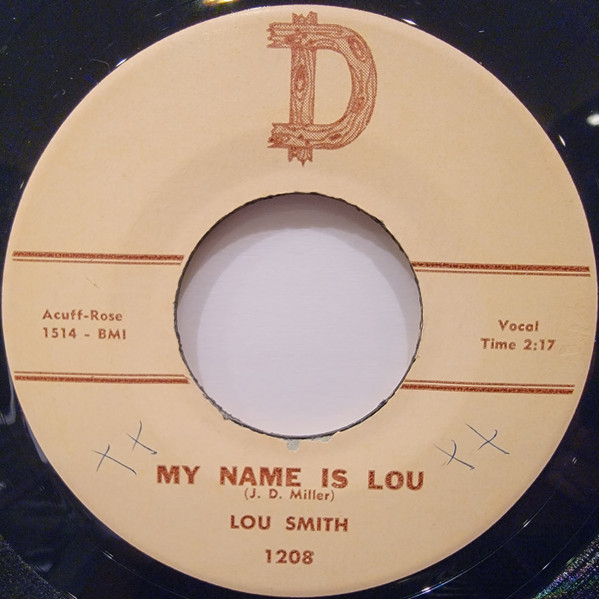 D
Acuff-Rose
1514 - BMI
Vocal
Time 2:17
x x
x x
MY NAME IS LOU
(J. D. Miller)
LOU SMITH
1208